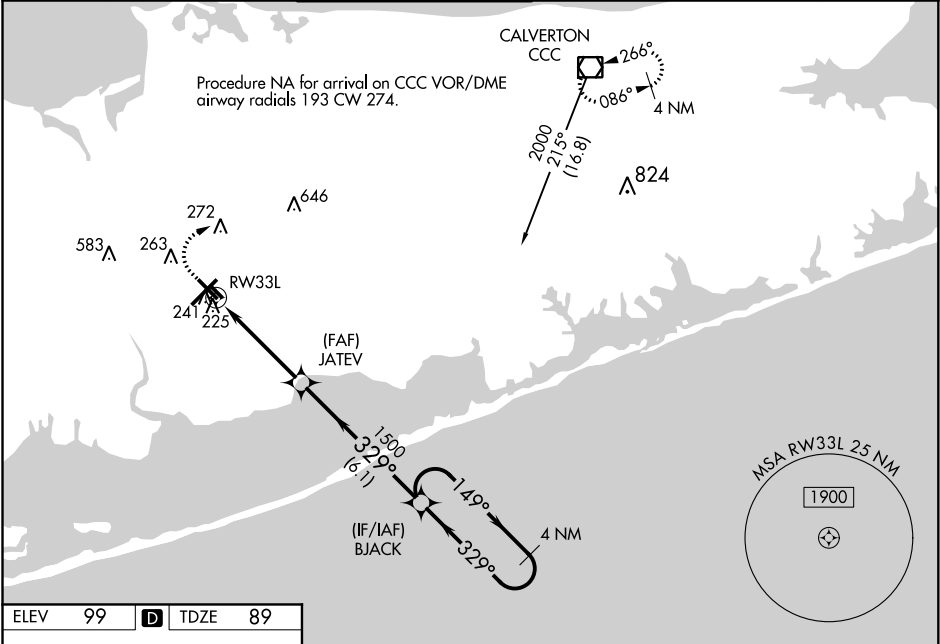 CALVERTON
CCC
266°
086°
4 NM
Procedure NA for arrival on CCC VOR/DME
airway radials 193 CW 274.
2000
215°
(16.8)
824
646
272
583
263
RW33L
241
225
(FAF)
JATEV
1500
329°
(6.1)
149°
4 NM
(IF/IAF)
BJACK
329°
MSA RW33L 25 NM
1900
ELEV 99 D TDZE 89